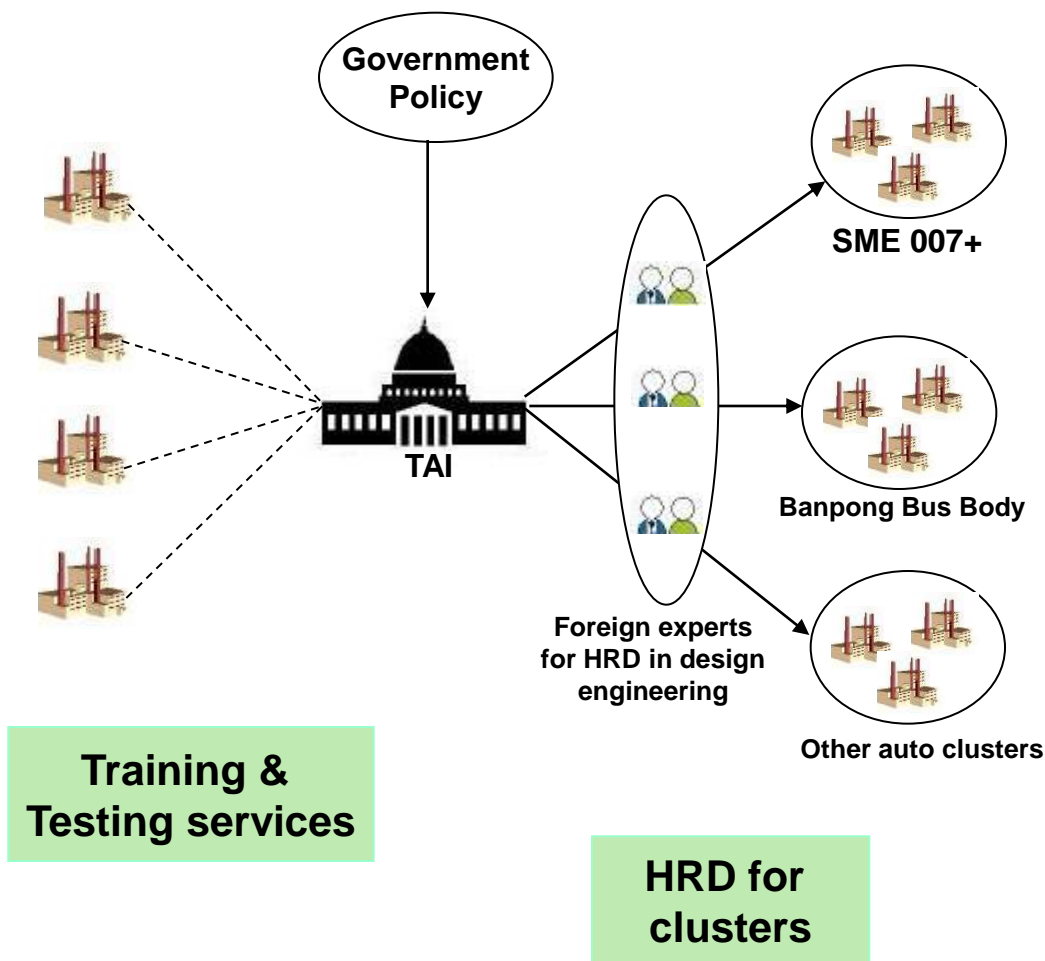 Government
Policy
SME 007+
TAI
Banpong Bus Body
Foreign experts
for HRD in design
engineering
Other auto clusters
Training &
Testing services
HRD for
clusters